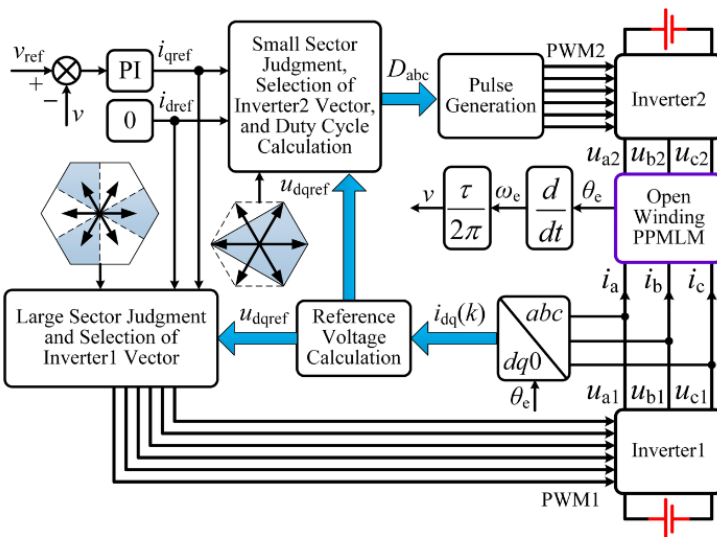 v_ref
+
−
v
PI
i_qref
0
i_dref
Small Sector
Judgment,
Selection of
Inverter2 Vector,
and Duty Cycle
Calculation
D_abc
Pulse
Generation
PWM2
Inverter2
u_a2 u_b2 u_c2
v
τ
2π
ω_e
d
dt
θ_e
Open
Winding
PPMLM
i_a i_b i_c
u_dqref
Large Sector Judgment
and Selection of
Inverter1 Vector
u_dqref
Reference
Voltage
Calculation
i_dq(k)
abc
dq0
θ_e
u_a1 u_b1 u_c1
Inverter1
PWM1